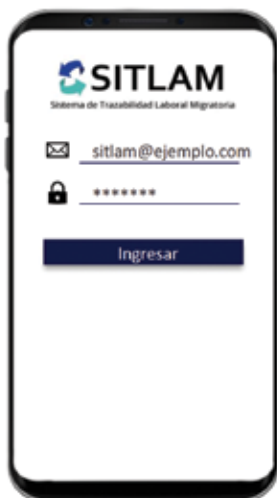 SITLAM
Sistema de Trazabilidad Laboral Migratoria
sitlam@ejemplo.com
*******
Ingresar